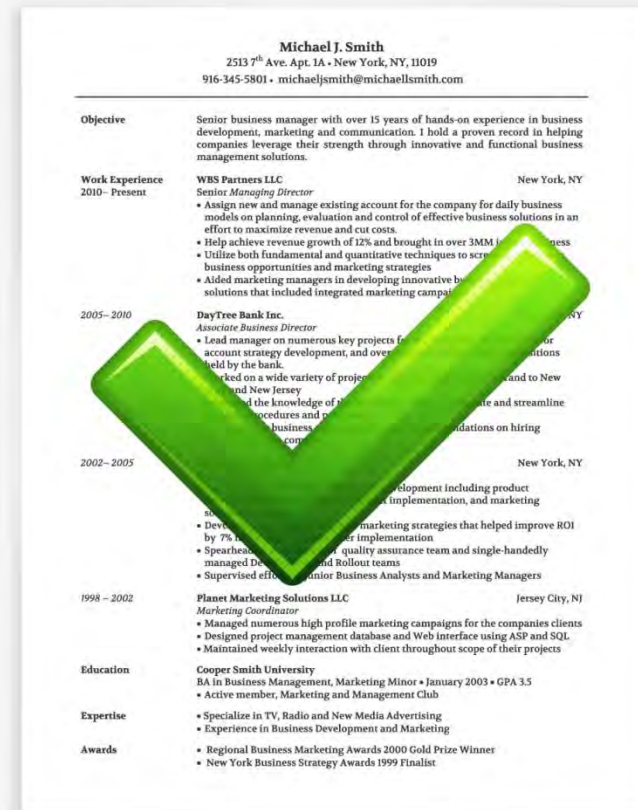 Michael J. Smith
2513 7th Ave. Apt. 1A • New York, NY, 11019
916-345-5801 • michaeljsmith@michaellsmith.com
Objective Senior business manager with over 15 years of hands-on experience in business
development, marketing and communication. I hold a proven record in helping
companies leverage their strength through innovative and functional business
management solutions.
Work Experience WBS Partners LLC New York, NY
2010– Present Senior Managing Director
• Assign new and manage existing account for the company for daily business
models on planning, evaluation and control of effective business solutions in an
effort to maximize revenue and cut costs.
• Help achieve revenue growth of 12% and brought in over 3MM
• Utilize both fundamental and quantitative techniques to
business opportunities and marketing strategies
• Aided marketing managers in developing innovative
solutions that included integrated marketing
2005– 2010 DayTree Bank Inc. NY
Associate Business Director
• Lead manager on numerous key projects or
account strategy development, and
held by the bank.
on a wide variety of and to New
and New Jersey
the knowledge of and streamline
and
business on hiring
2002– 2005 New York, NY
including product
implementation, and marketing
• marketing strategies that helped improve ROI
by 7% implementation
• quality assurance team and single-handedly
managed and Rollout teams
• Supervised Junior Business Analysts and Marketing Managers
1998 – 2002 Planet Marketing Solutions LLC Jersey City, NJ
Marketing Coordinator
• Managed numerous high profile marketing campaigns for the companies clients
• Designed project management database and Web interface using ASP and SQL
• Maintained weekly interaction with client throughout scope of their projects
Education Cooper Smith University
BA in Business Management, Marketing Minor • January 2003 • GPA 3.5
• Active member, Marketing and Management Club
Expertise • Specialize in TV, Radio and New Media Advertising
• Experience in Business Development and Marketing
Awards • Regional Business Marketing Awards 2000 Gold Prize Winner
• New York Business Strategy Awards 1999 Finalist